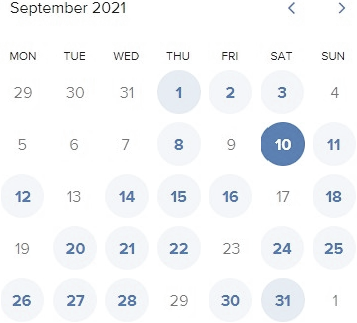 September 2021
MON TUE WED THU FRI SAT SUN
29 30 31 1 2 3 4
5 6 7 8 9 10 11
12 13 14 15 16 17 18
19 20 21 22 23 24 25
26 27 28 29 30 31 1